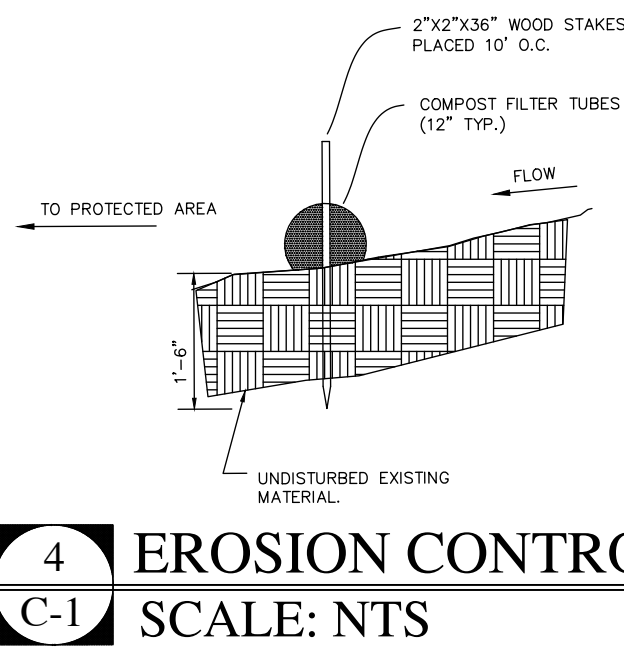 2"X2"X36" WOOD STAKES
PLACED 10' O.C.
COMPOST FILTER TUBES
(12" TYP.)
FLOW
TO PROTECTED AREA
1'-6"
UNDISTURBED EXISTING
MATERIAL.
4
EROSION CONTRO
C-1
SCALE: NTS